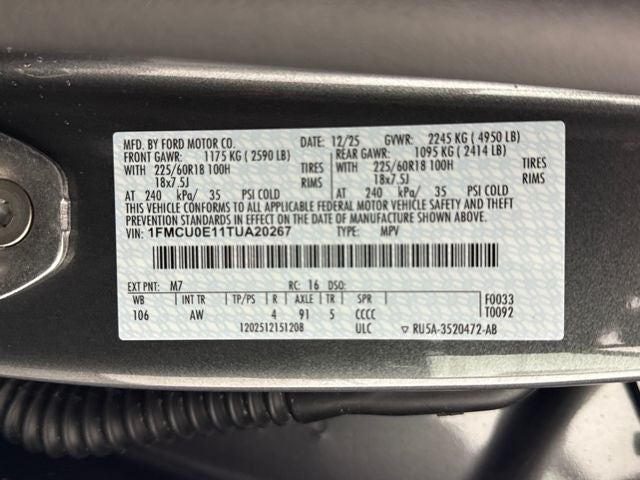 MFD. BY FORD MOTOR CO. DATE: 12/25 GVWR: 2245 KG ( 4950 LB)
FRONT GAWR: 1175 KG ( 2590 LB) REAR GAWR: 1095 KG ( 2414 LB)
WITH 225/60R18 100H TIRES WITH 225/60R18 100H TIRES
18x7.5J RIMS 18x7.5J RIMS
AT 240 kPa/ 35 PSI COLD AT 240 kPa/ 35 PSI COLD
THIS VEHICLE CONFORMS TO ALL APPLICABLE FEDERAL MOTOR VEHICLE SAFETY AND THEFT
PREVENTION STANDARDS IN EFFECT ON THE DATE OF MANUFACTURE SHOWN ABOVE.
VIN: 1FMCU0E11TUA20267 TYPE: MPV
EXT PNT: M7 RC: 16 DSO:
WB INT TR TP/PS R AXLE TR SPR F0033
106 AW 4 91 5 CCCC T0092
1202512151208 ULC ▽ RU5A-3520472-AB